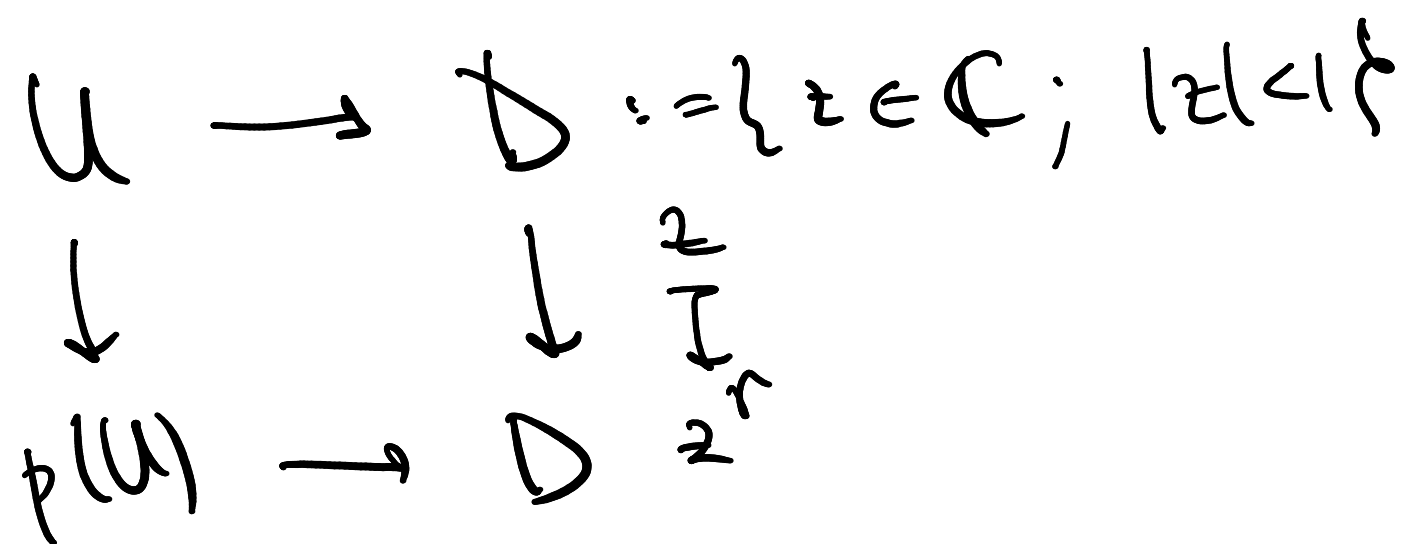 U → D := { z ∈ ℂ ; |z| < 1 }
↓ ↓ z ↦ z^r
p(U) → D